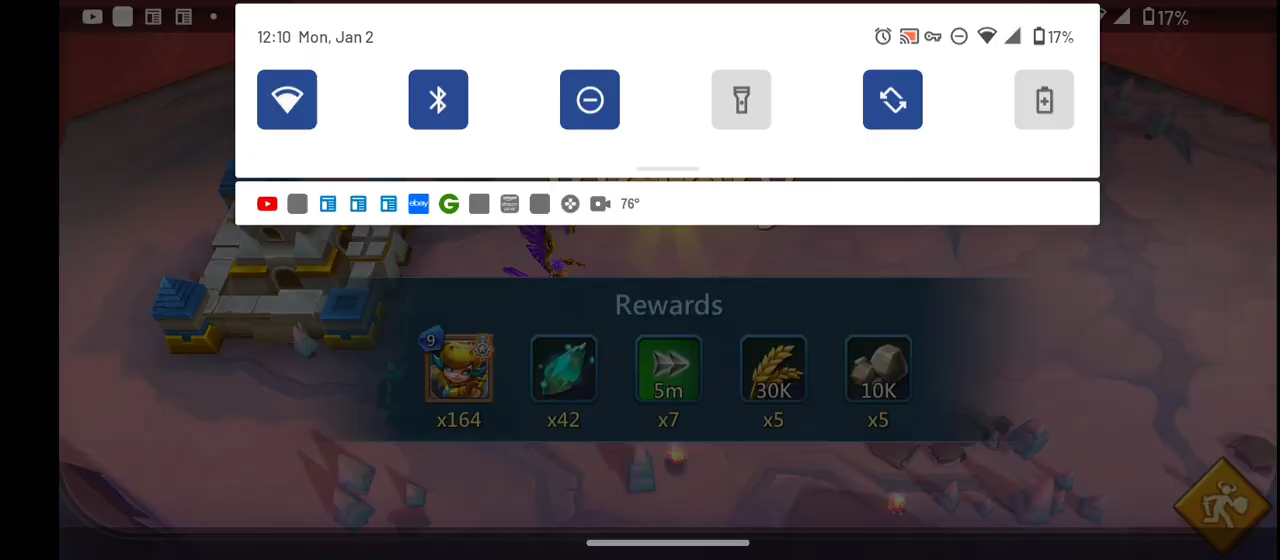 17%
12:10 Mon, Jan 2
17%
ebay
G
76°
Rewards
9
5m
30K
10K
x164
x42
x7
x5
x5